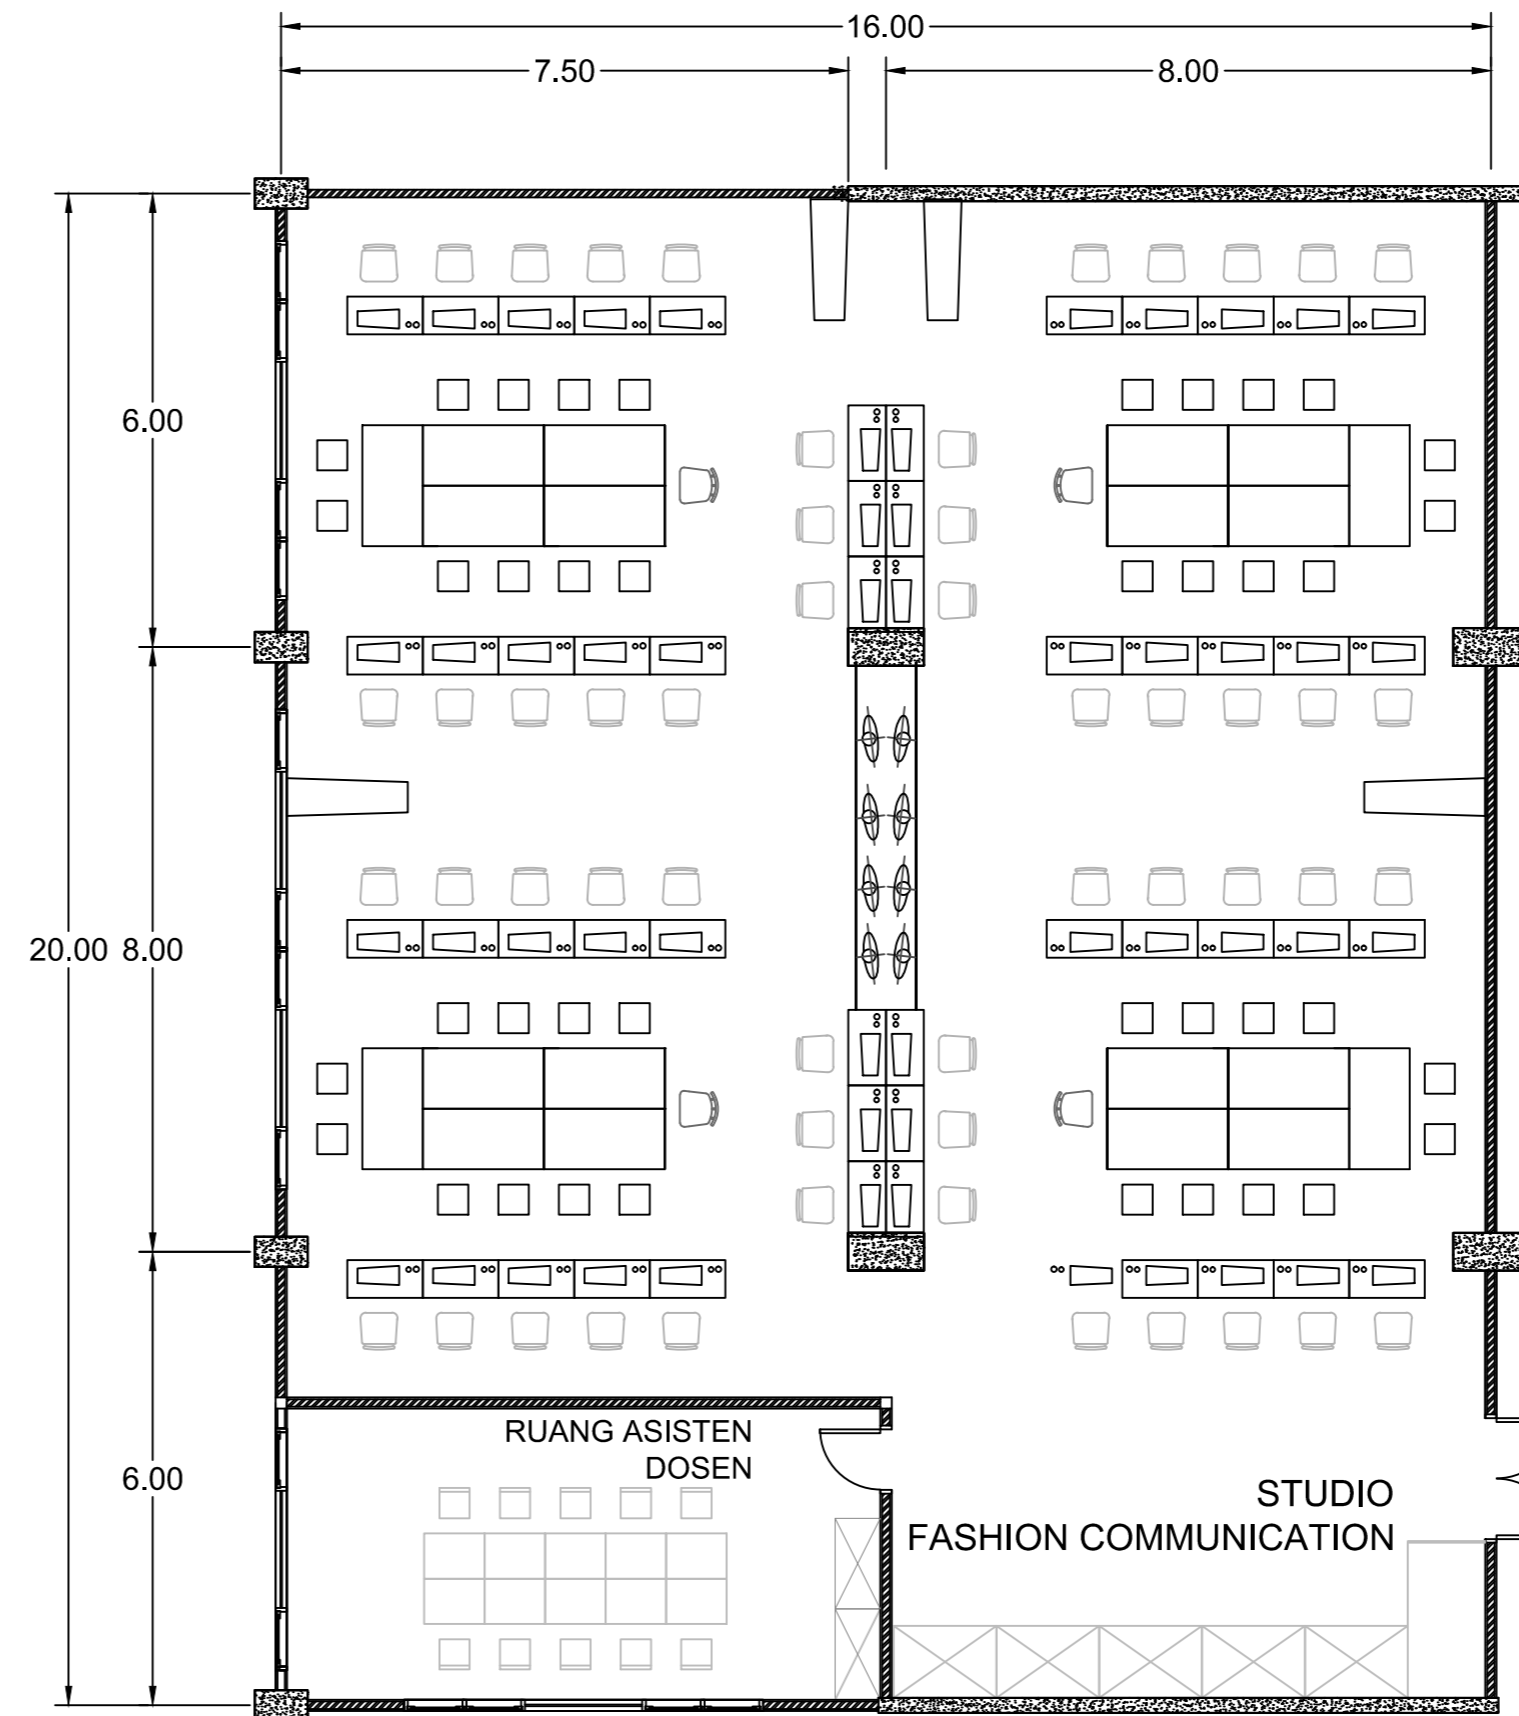 16.00
7.50
8.00
6.00
20.00
8.00
6.00
RUANG ASISTEN
DOSEN
STUDIO
FASHION COMMUNICATION